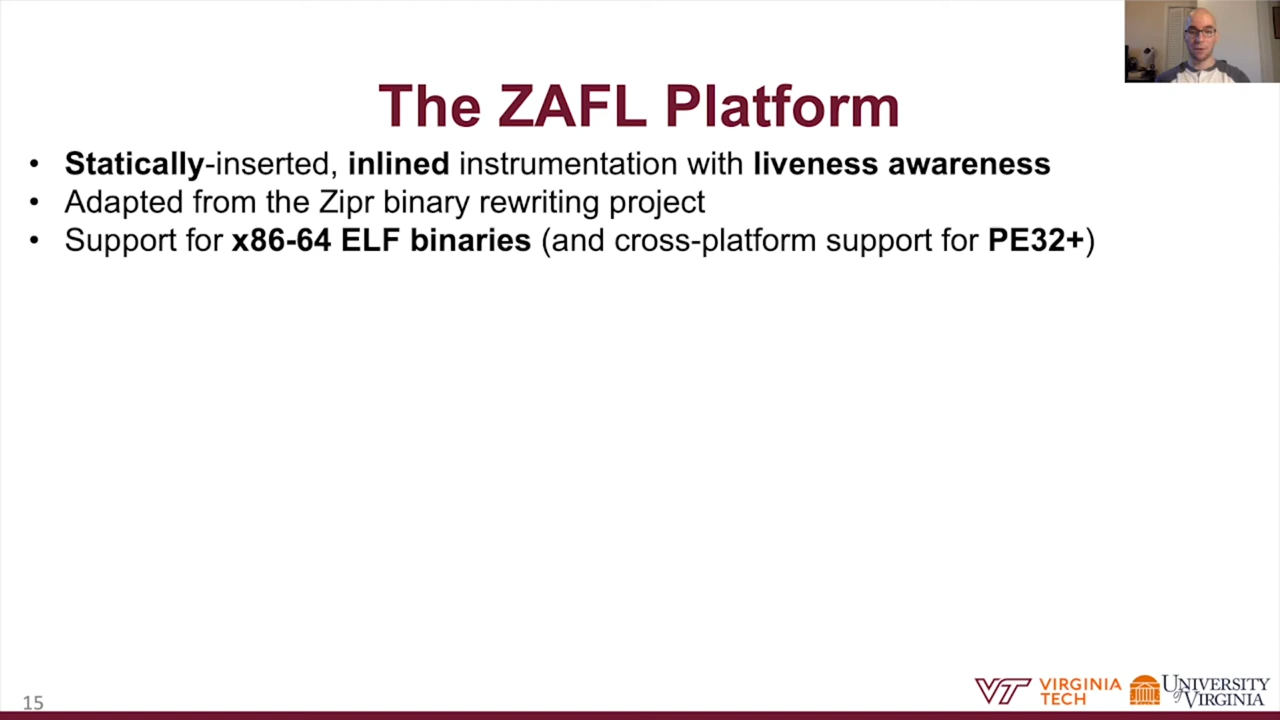 The ZAFL Platform
• Statically-inserted, inlined instrumentation with liveness awareness
• Adapted from the Zipr binary rewriting project
• Support for x86-64 ELF binaries (and cross-platform support for PE32+)
15
VT VIRGINIA TECH
UNIVERSITY of VIRGINIA